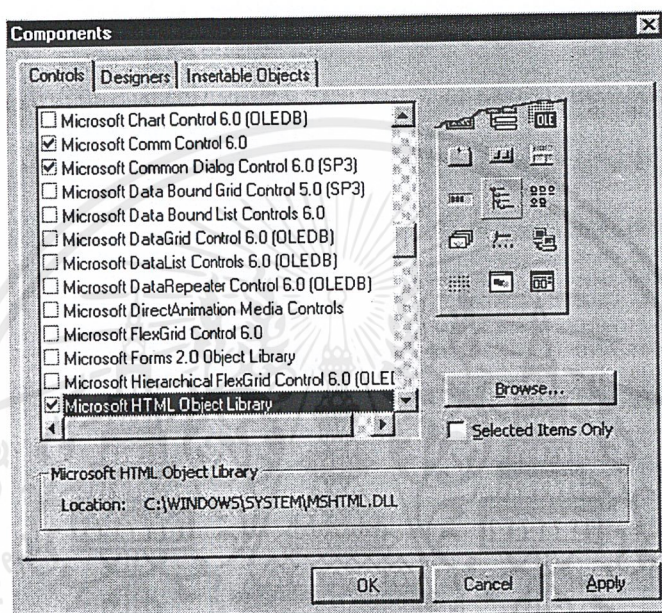 Components
Controls Designers Insertable Objects
Microsoft Chart Control 6.0 (OLEDB)
Microsoft Comm Control 6.0
Microsoft Common Dialog Control 6.0 (SP3)
Microsoft Data Bound Grid Control 5.0 (SP3)
Microsoft Data Bound List Controls 6.0
Microsoft DataGrid Control 6.0 (OLEDB)
Microsoft DataList Controls 6.0 (OLEDB)
Microsoft DataRepeater Control 6.0 (OLEDB)
Microsoft DirectAnimation Media Controls
Microsoft FlexGrid Control 6.0
Microsoft Forms 2.0 Object Library
Microsoft Hierarchical FlexGrid Control 6.0 (OLE
Microsoft HTML Object Library
Browse...
Selected Items Only
Microsoft HTML Object Library
Location: C:\WINDOWS\SYSTEM\MSHTML.DLL
OK Cancel Apply